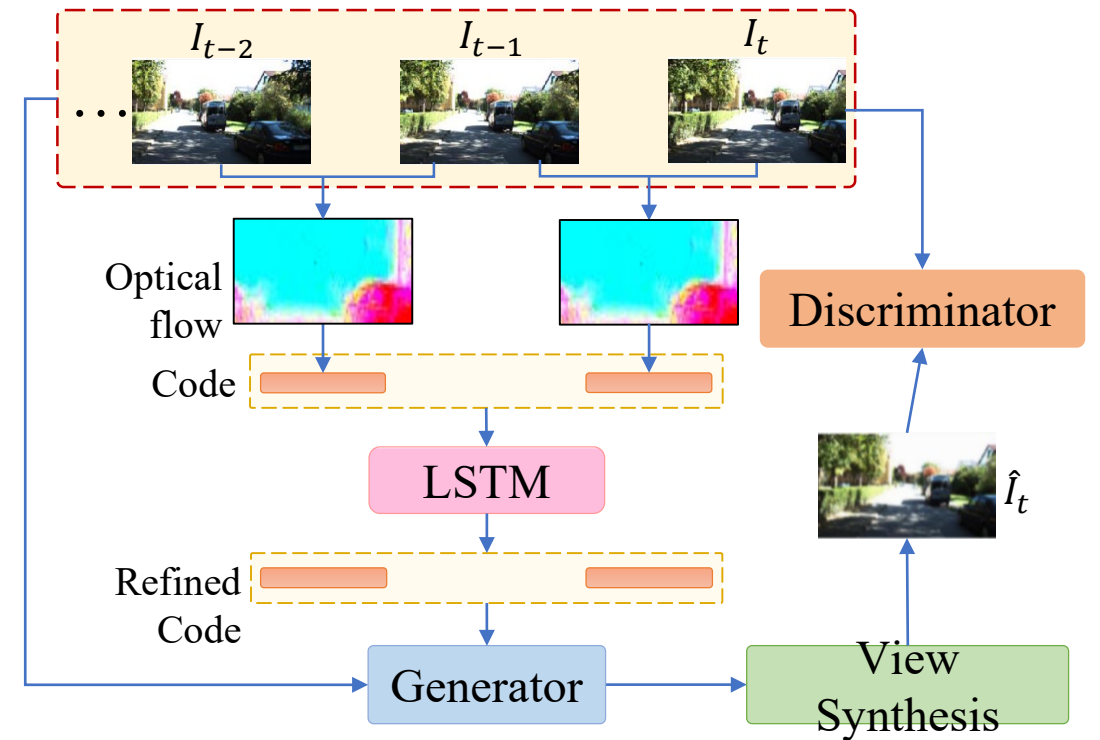 I_{t-2}
I_{t-1}
I_t
...
Optical
flow
Discriminator
Code
LSTM
Î_t
Refined
Code
Generator
View
Synthesis